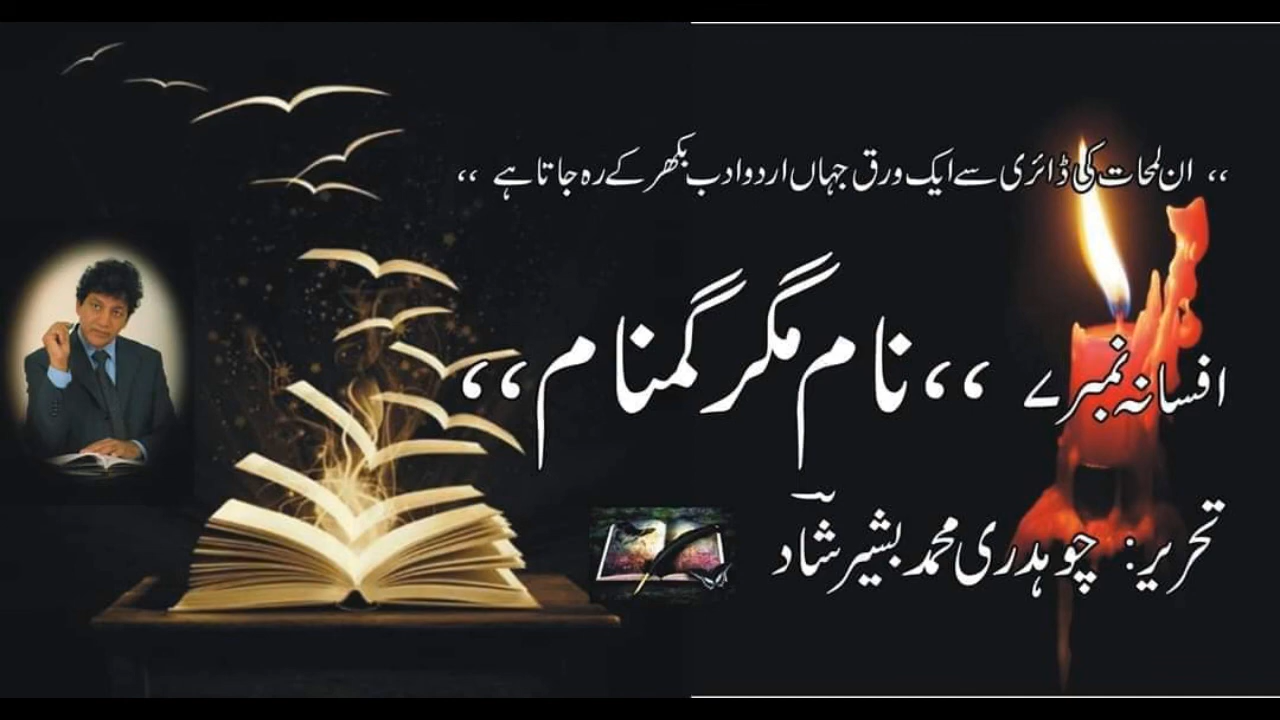 ,, ان لمحات کی ڈائری سے ایک ورق جہاں اردو ادب بکھر کے رہ جاتا ہے ,,
افسانہ نمبر ۷ ,, نام مگر گمنام ,,
تحریر: چوہدری محمد بشیر شاد